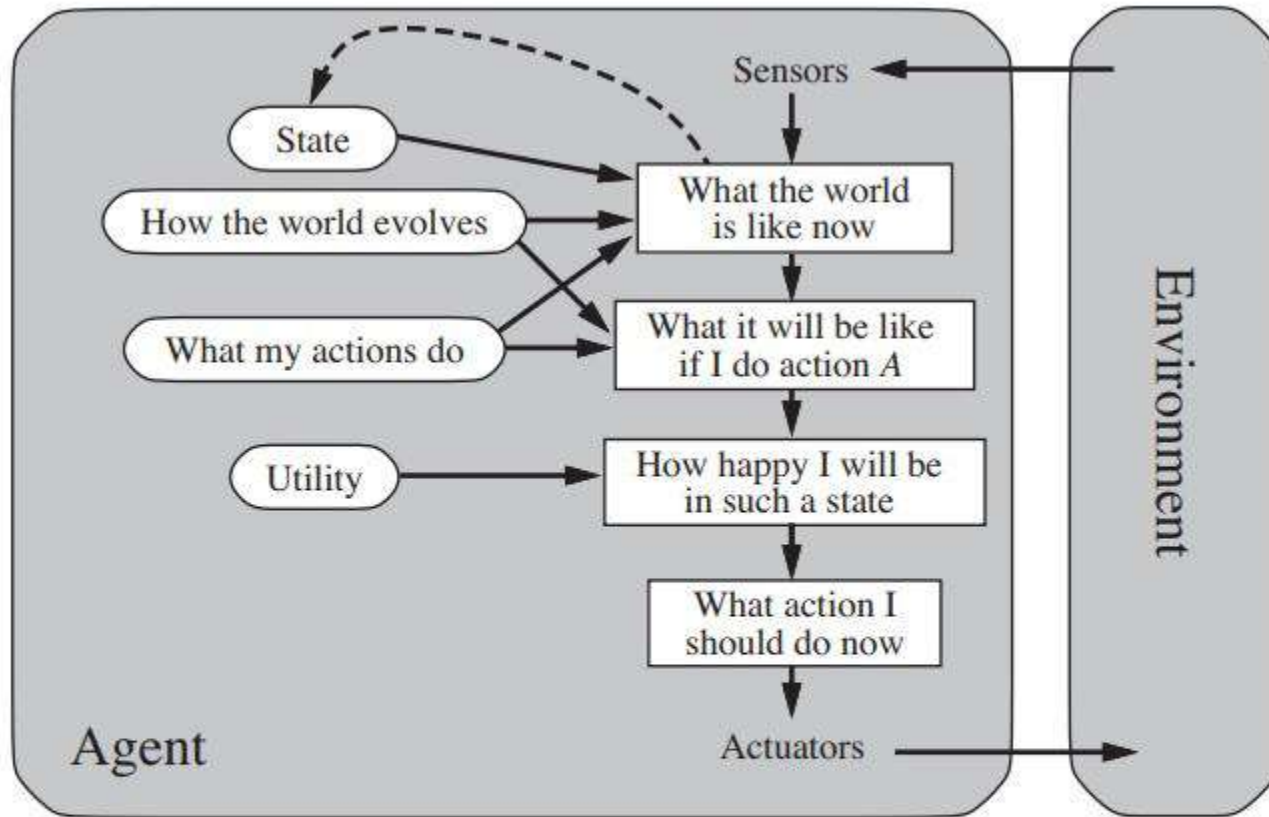 Sensors
State
What the world
is like now
How the world evolves
What my actions do
What it will be like
if I do action A
Utility
How happy I will be
in such a state
What action I
should do now
Agent
Actuators
Environment